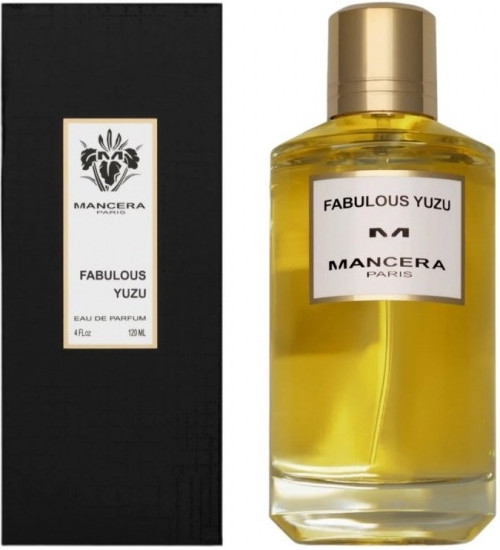 MANCERA
PARIS
FABULOUS
YUZU
EAU DE PARFUM
4 FL.oz 120 ML
FABULOUS YUZU
MANCERA
PARIS